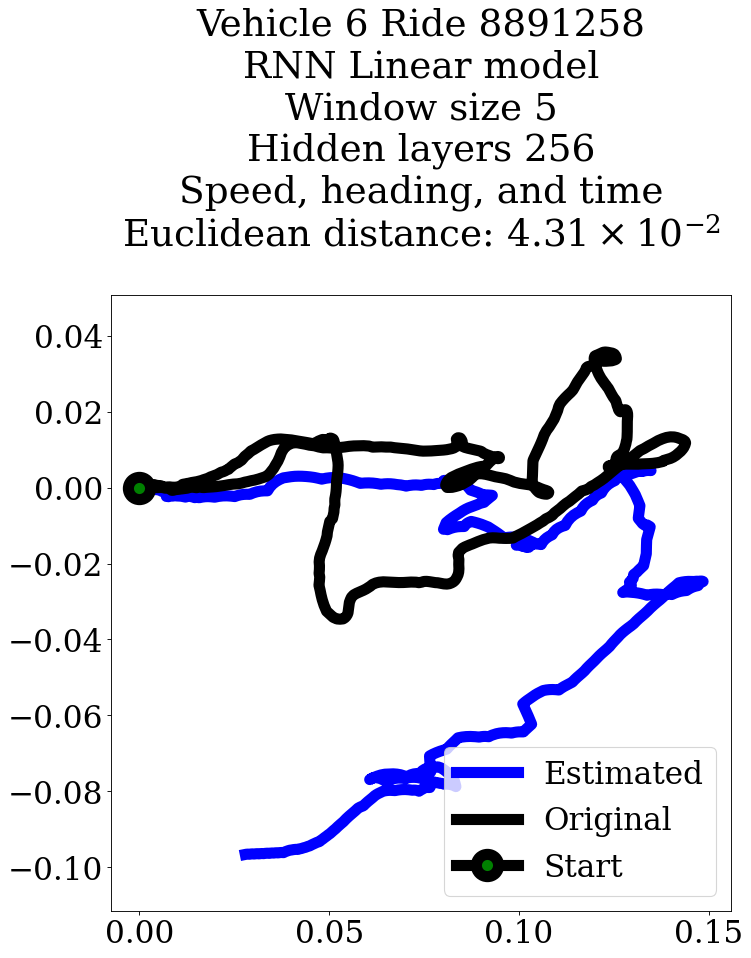 Vehicle 6 Ride 8891258
RNN Linear model
Window size 5
Hidden layers 256
Speed, heading, and time
Euclidean distance: 4.31 × 10⁻²
0.04
0.02
0.00
−0.02
−0.04
−0.06
−0.08
−0.10
Estimated
Original
Start
0.00 0.05 0.10 0.15